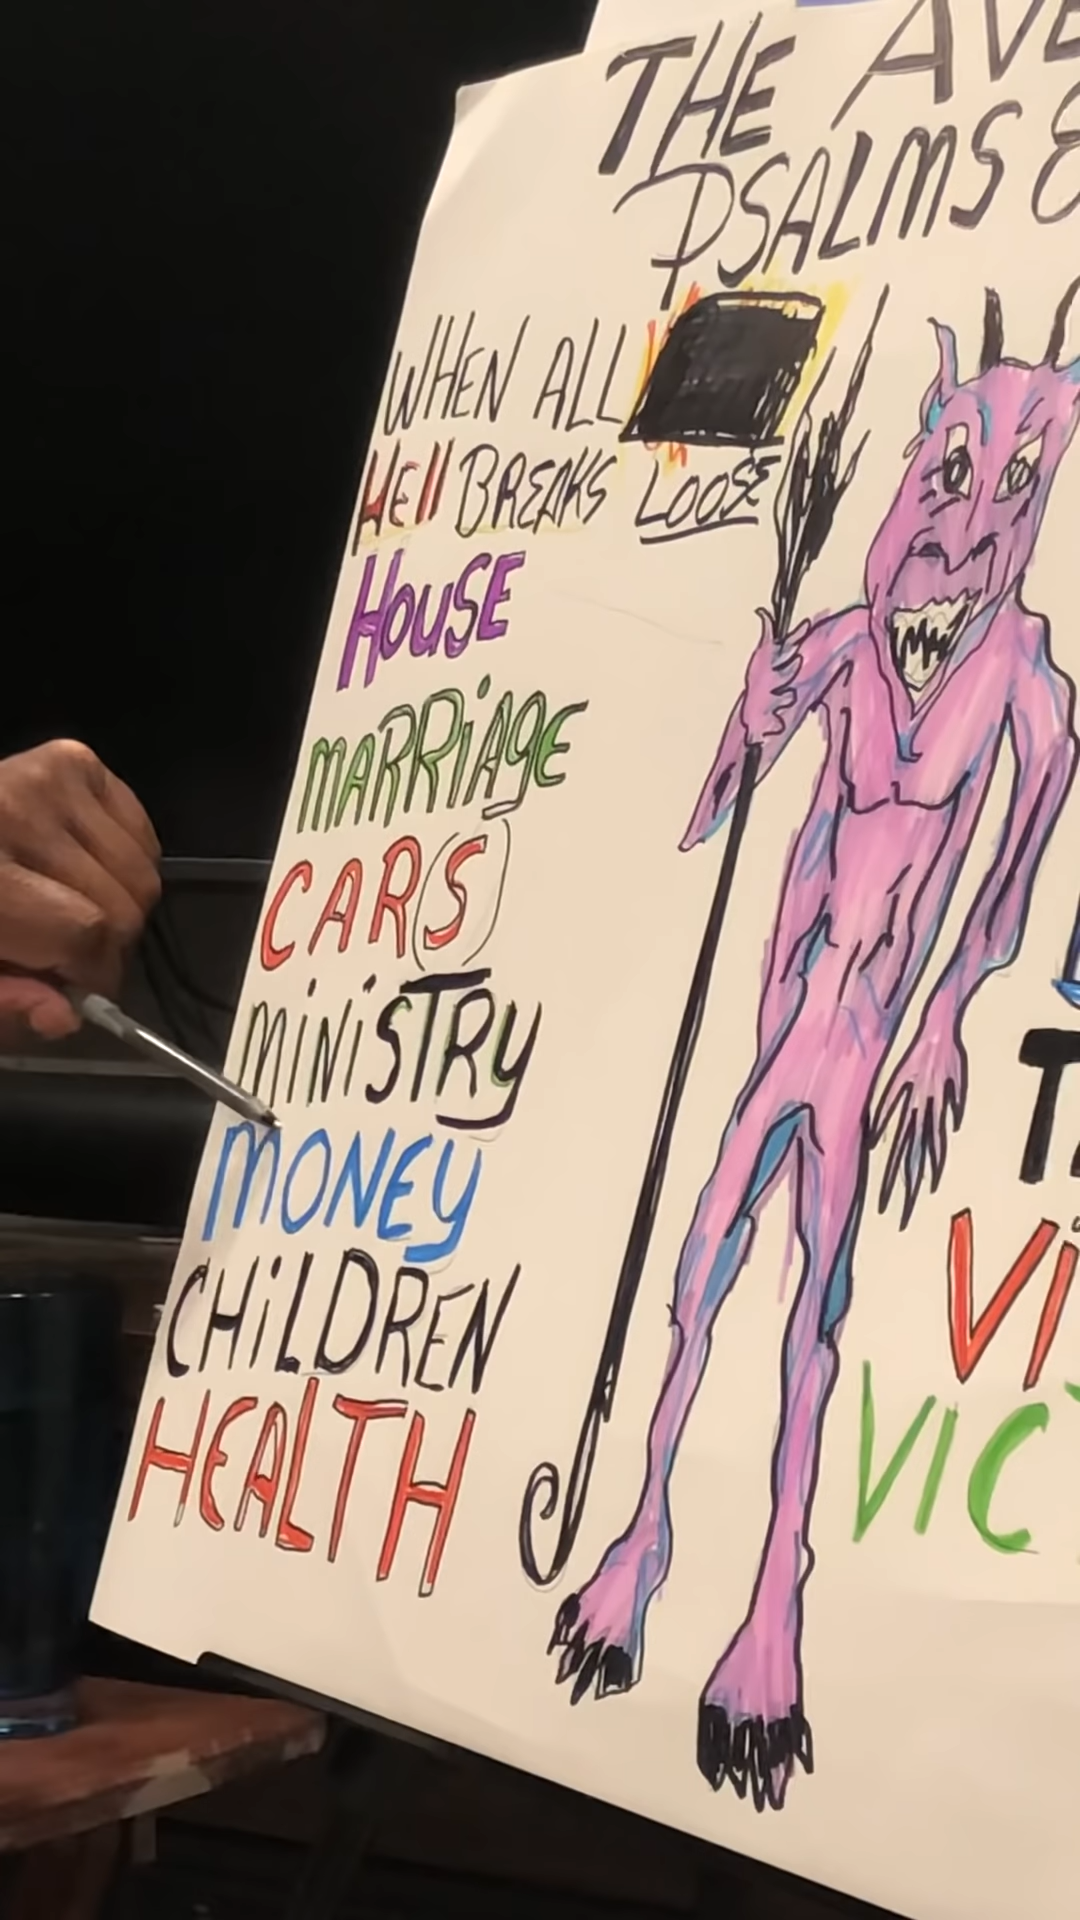 THE
PSALMS
WHEN ALL
HEll BREAKS LOOSE
HOUSE
MARRiAgE
CAR(S)
MiNiSTRY
MONEY
CHiLDREN
HEALTH